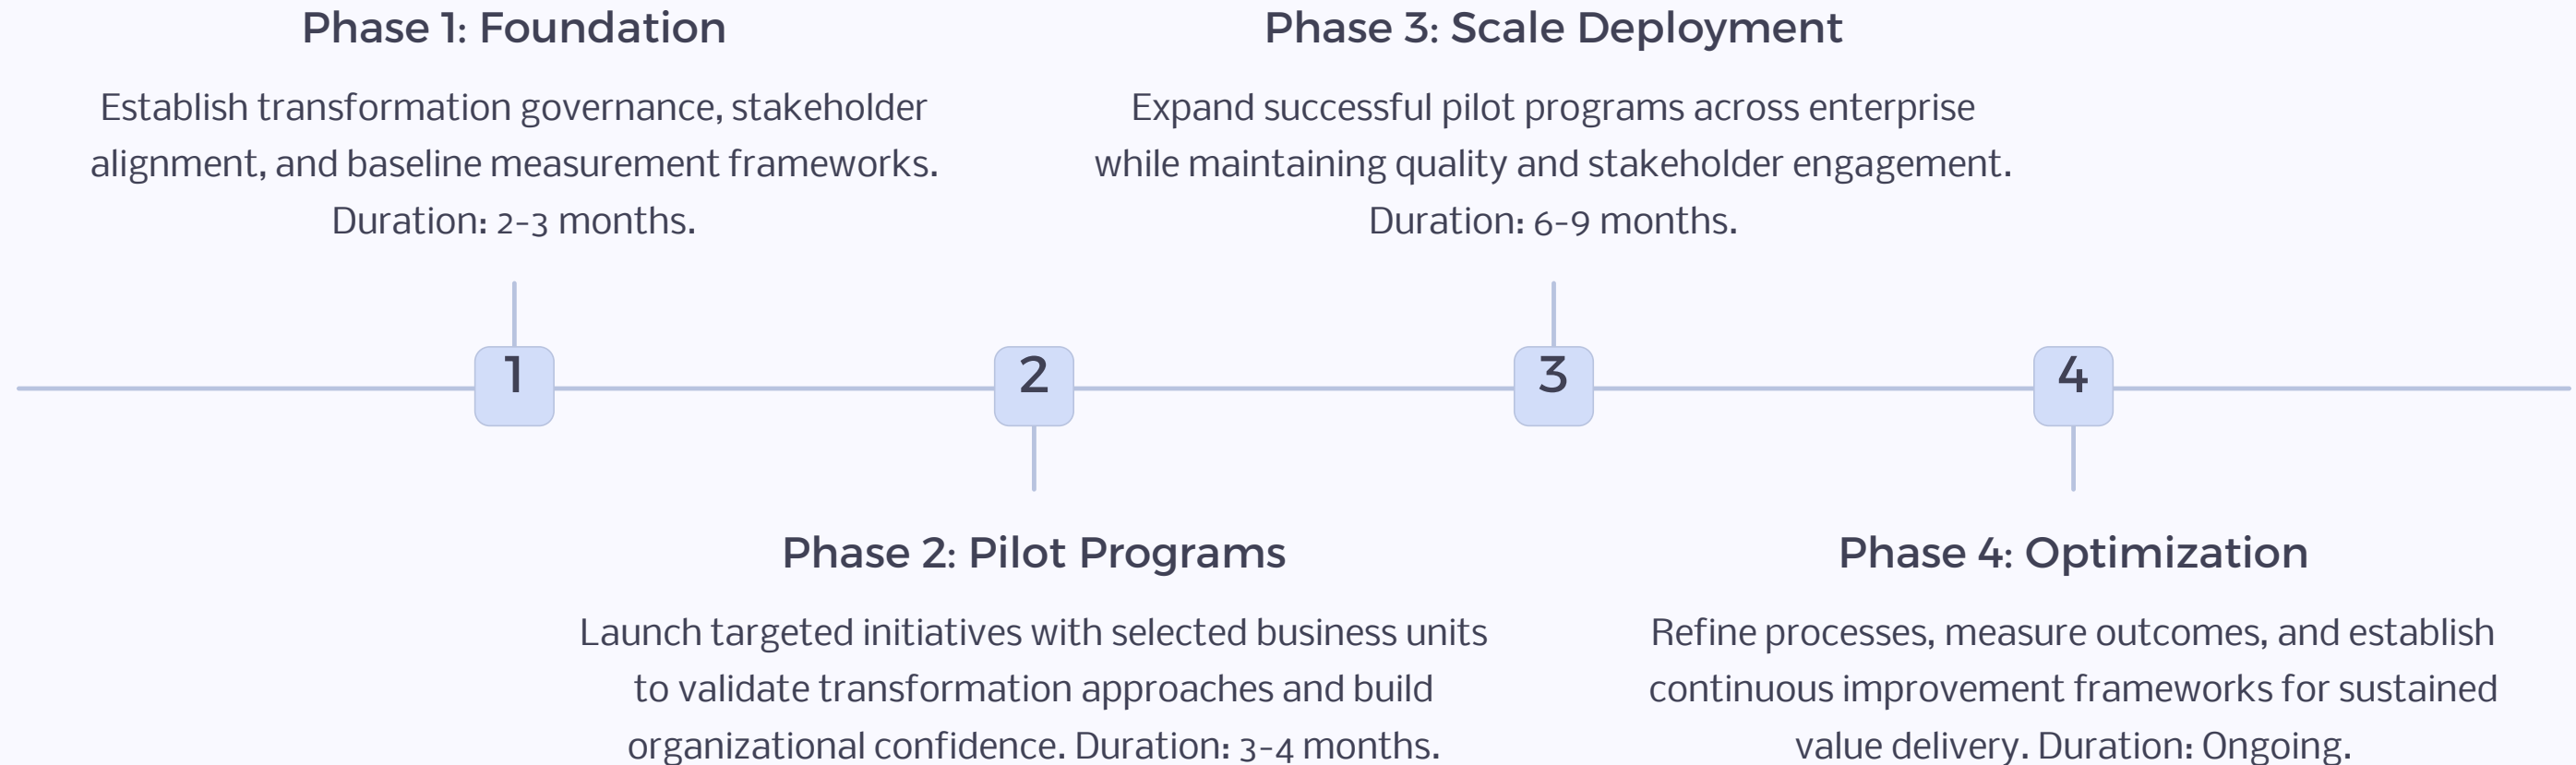 Phase 1: Foundation
Establish transformation governance, stakeholder
alignment, and baseline measurement frameworks.
Duration: 2-3 months.
Phase 3: Scale Deployment
Expand successful pilot programs across enterprise
while maintaining quality and stakeholder engagement.
Duration: 6-9 months.
1
2
3
4
Phase 2: Pilot Programs
Launch targeted initiatives with selected business units
to validate transformation approaches and build
organizational confidence. Duration: 3-4 months.
Phase 4: Optimization
Refine processes, measure outcomes, and establish
continuous improvement frameworks for sustained
value delivery. Duration: Ongoing.